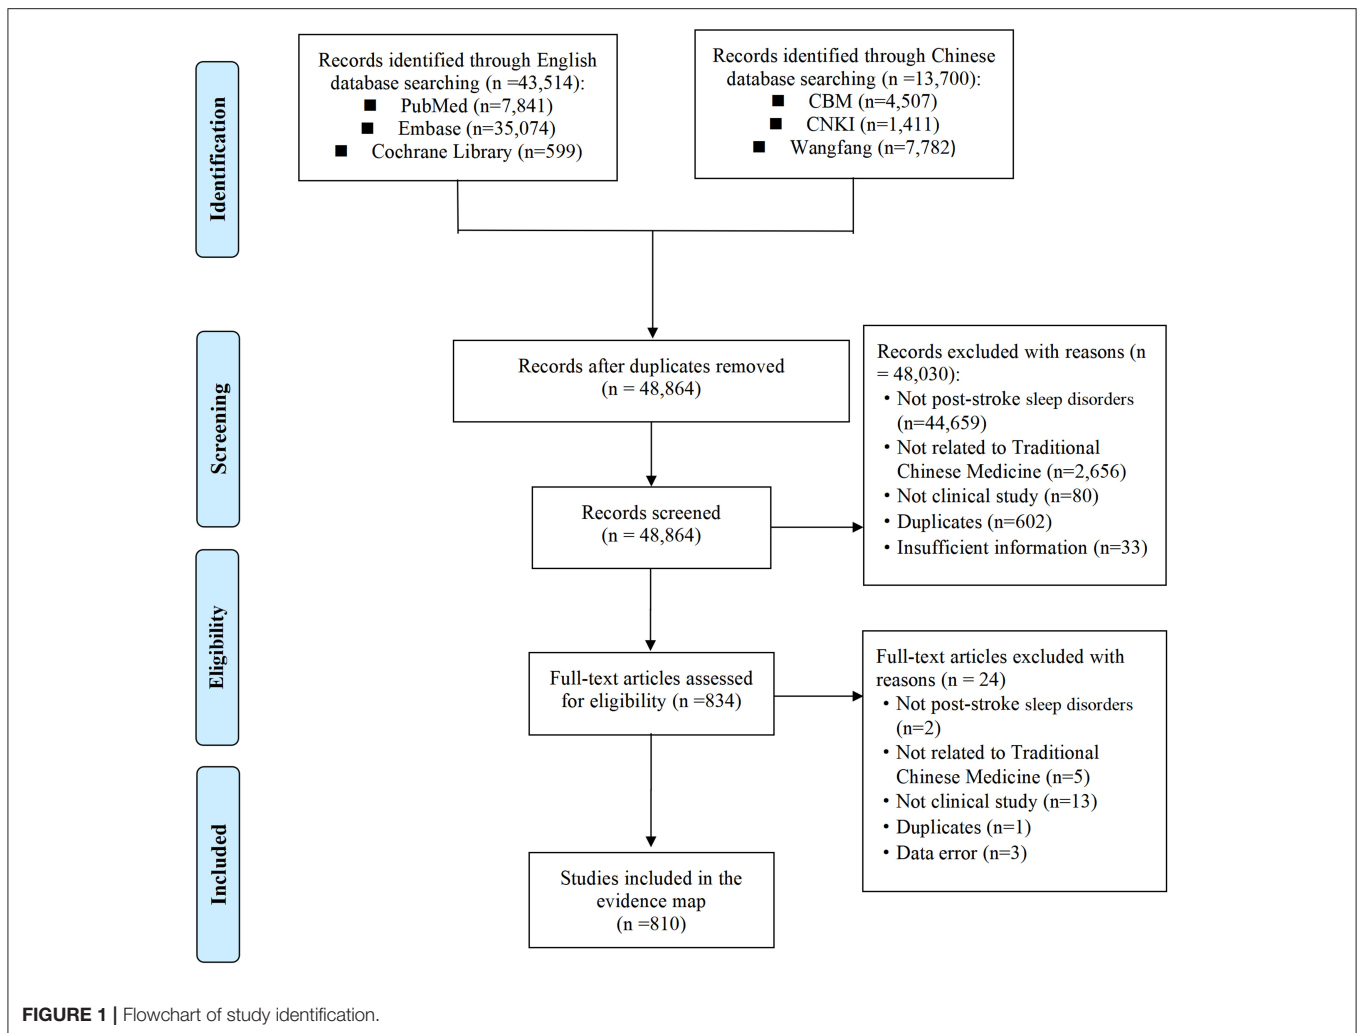 Identification
Records identified through English
database searching (n =43,514):
■ PubMed (n=7,841)
■ Embase (n=35,074)
■ Cochrane Library (n=599)
Records identified through Chinese
database searching (n =13,700):
■ CBM (n=4,507)
■ CNKI (n=1,411)
■ Wangfang (n=7,782)
Screening
Records after duplicates removed
(n = 48,864)
Records screened
(n = 48,864)
Records excluded with reasons (n
= 48,030):
• Not post-stroke sleep disorders
(n=44,659)
• Not related to Traditional
Chinese Medicine (n=2,656)
• Not clinical study (n=80)
• Duplicates (n=602)
• Insufficient information (n=33)
Eligibility
Full-text articles assessed
for eligibility (n =834)
Full-text articles excluded with
reasons (n = 24)
• Not post-stroke sleep disorders
(n=2)
• Not related to Traditional
Chinese Medicine (n=5)
• Not clinical study (n=13)
• Duplicates (n=1)
• Data error (n=3)
Included
Studies included in the
evidence map
(n =810)
FIGURE 1 | Flowchart of study identification.